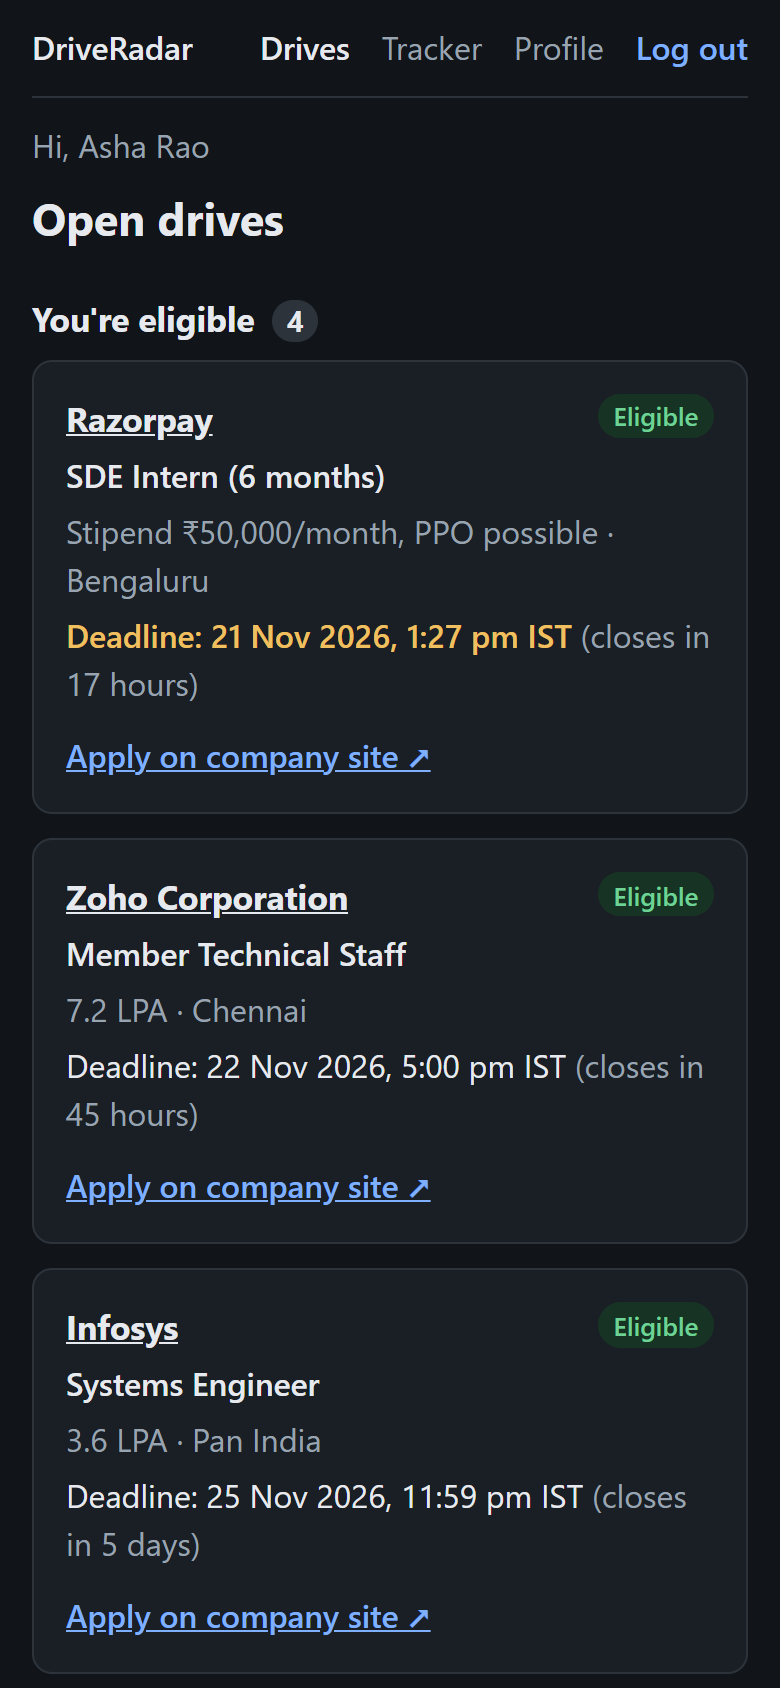 DriveRadar Drives Tracker Profile Log out
Hi, Asha Rao
Open drives
You're eligible 4
Razorpay Eligible
SDE Intern (6 months)
Stipend ₹50,000/month, PPO possible ·
Bengaluru
Deadline: 21 Nov 2026, 1:27 pm IST (closes in
17 hours)
Apply on company site ↗
Zoho Corporation Eligible
Member Technical Staff
7.2 LPA · Chennai
Deadline: 22 Nov 2026, 5:00 pm IST (closes in
45 hours)
Apply on company site ↗
Infosys Eligible
Systems Engineer
3.6 LPA · Pan India
Deadline: 25 Nov 2026, 11:59 pm IST (closes
in 5 days)
Apply on company site ↗